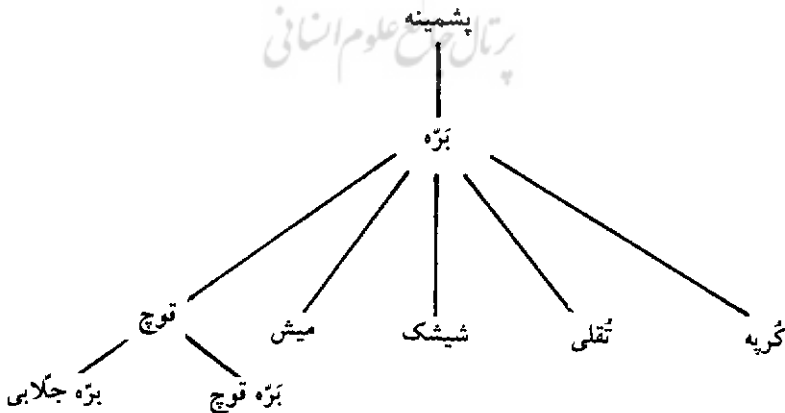 پشمینه
پرتال جامع علوم انسانی
بَرّه
قوچ
کُرپه
تُقلی
شیشک
میش
بَرّه قوچ
برّه جلّابی